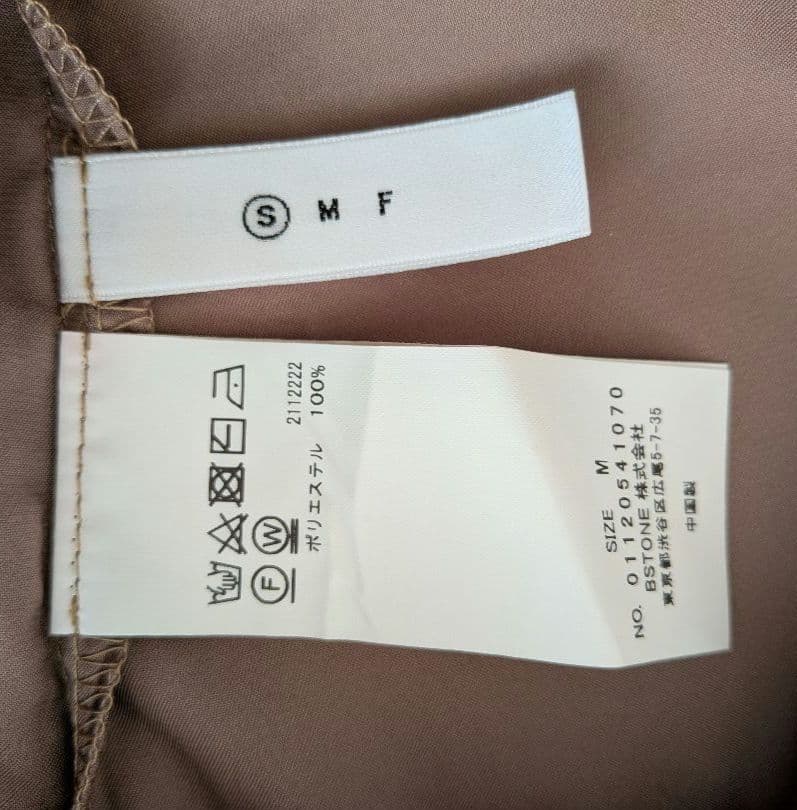 S M F
F W
2112222
ポリエステル 100%
SIZE M
NO. 01120541070
BSTONE 株式会社
東京都渋谷区広尾5-7-35
中国製